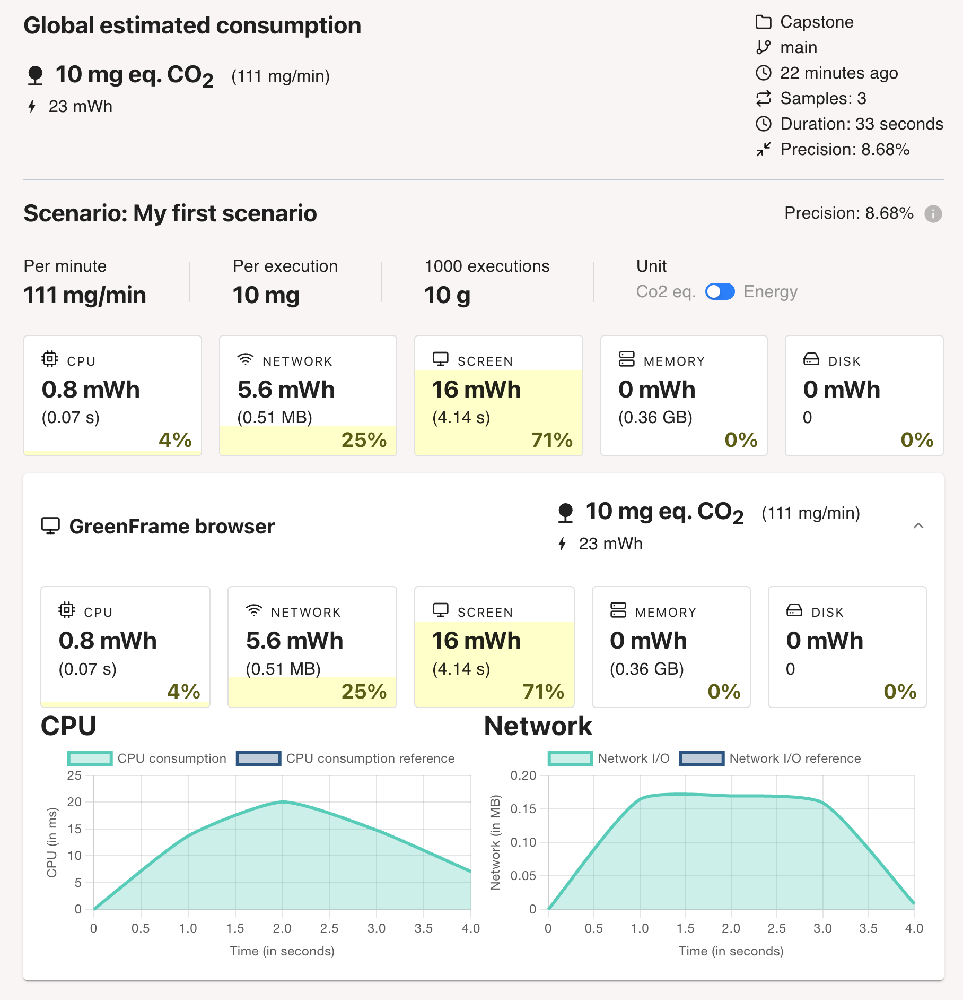 Global estimated consumption
10 mg eq. CO2 (111 mg/min)
23 mWh
Capstone
main
22 minutes ago
Samples: 3
Duration: 33 seconds
Precision: 8.68%
Scenario: My first scenario
Precision: 8.68%
Per minute
111 mg/min
Per execution
10 mg
1000 executions
10 g
Unit
Co2 eq. Energy
CPU
0.8 mWh
(0.07 s)
4%
NETWORK
5.6 mWh
(0.51 MB)
25%
SCREEN
16 mWh
(4.14 s)
71%
MEMORY
0 mWh
(0.36 GB)
0%
DISK
0 mWh
0
0%
GreenFrame browser
10 mg eq. CO2 (111 mg/min)
23 mWh
CPU
0.8 mWh
(0.07 s)
4%
NETWORK
5.6 mWh
(0.51 MB)
25%
SCREEN
16 mWh
(4.14 s)
71%
MEMORY
0 mWh
(0.36 GB)
0%
DISK
0 mWh
0
0%
CPU
CPU consumption CPU consumption reference
CPU (in ms)
25
20
15
10
5
0
0 0.5 1.0 1.5 2.0 2.5 3.0 3.5 4.0
Time (in seconds)
Network
Network I/O Network I/O reference
Network (in MB)
0.20
0.15
0.10
0.05
0
0 0.5 1.0 1.5 2.0 2.5 3.0 3.5 4.0
Time (in seconds)